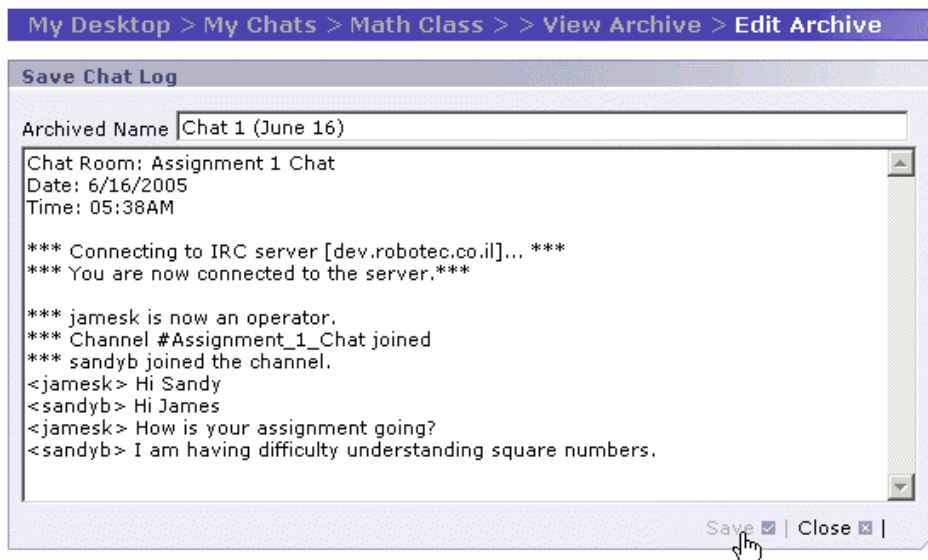 My Desktop > My Chats > Math Class > > View Archive > Edit Archive
Save Chat Log
Archived Name Chat 1 (June 16)
Chat Room: Assignment 1 Chat
Date: 6/16/2005
Time: 05:38AM
*** Connecting to IRC server [dev.robotec.co.il]... ***
*** You are now connected to the server.***
*** jamesk is now an operator.
*** Channel #Assignment_1_Chat joined
*** sandyb joined the channel.
<jamesk> Hi Sandy
<sandyb> Hi James
<jamesk> How is your assignment going?
<sandyb> I am having difficulty understanding square numbers.
Save | Close |